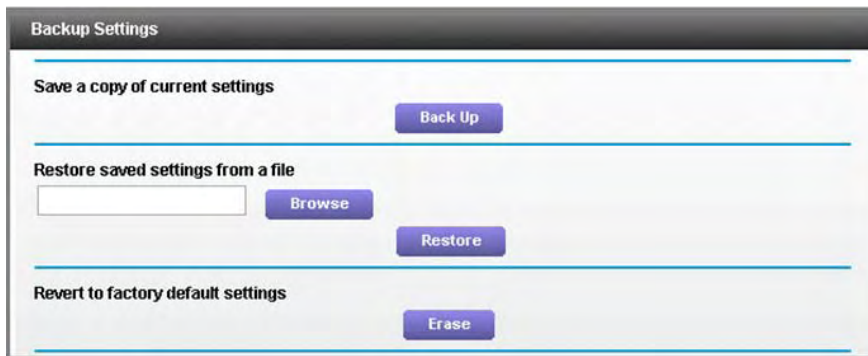 Backup Settings
Save a copy of current settings
Back Up
Restore saved settings from a file
Browse
Restore
Revert to factory default settings
Erase